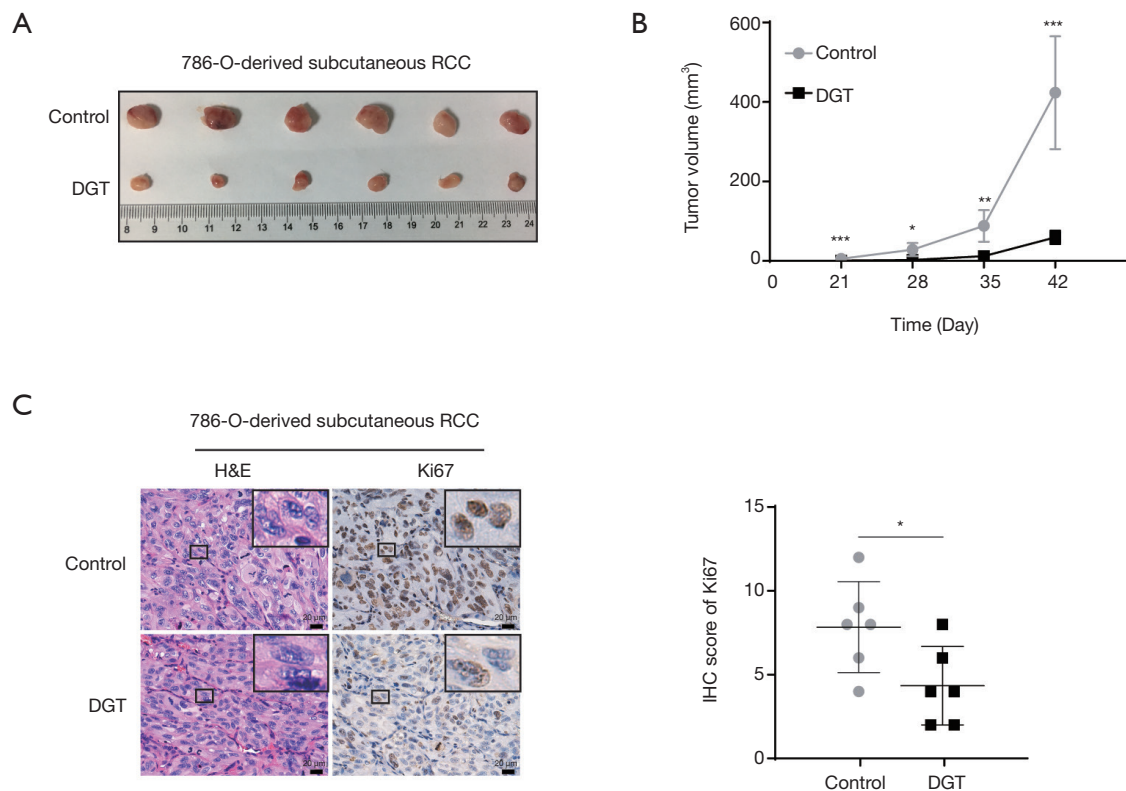 A
786-O-derived subcutaneous RCC
Control
DGT
8 9 10 11 12 13 14 15 16 17 18 19 20 21 22 23 24
B
600
400
200
0
Tumor volume (mm³)
Control
DGT
***
*
**
***
0 21 28 35 42
Time (Day)
C
786-O-derived subcutaneous RCC
H&E Ki67
Control
20 µm 20 µm
DGT
20 µm 20 µm
15
10
5
0
IHC score of Ki67
*
Control DGT